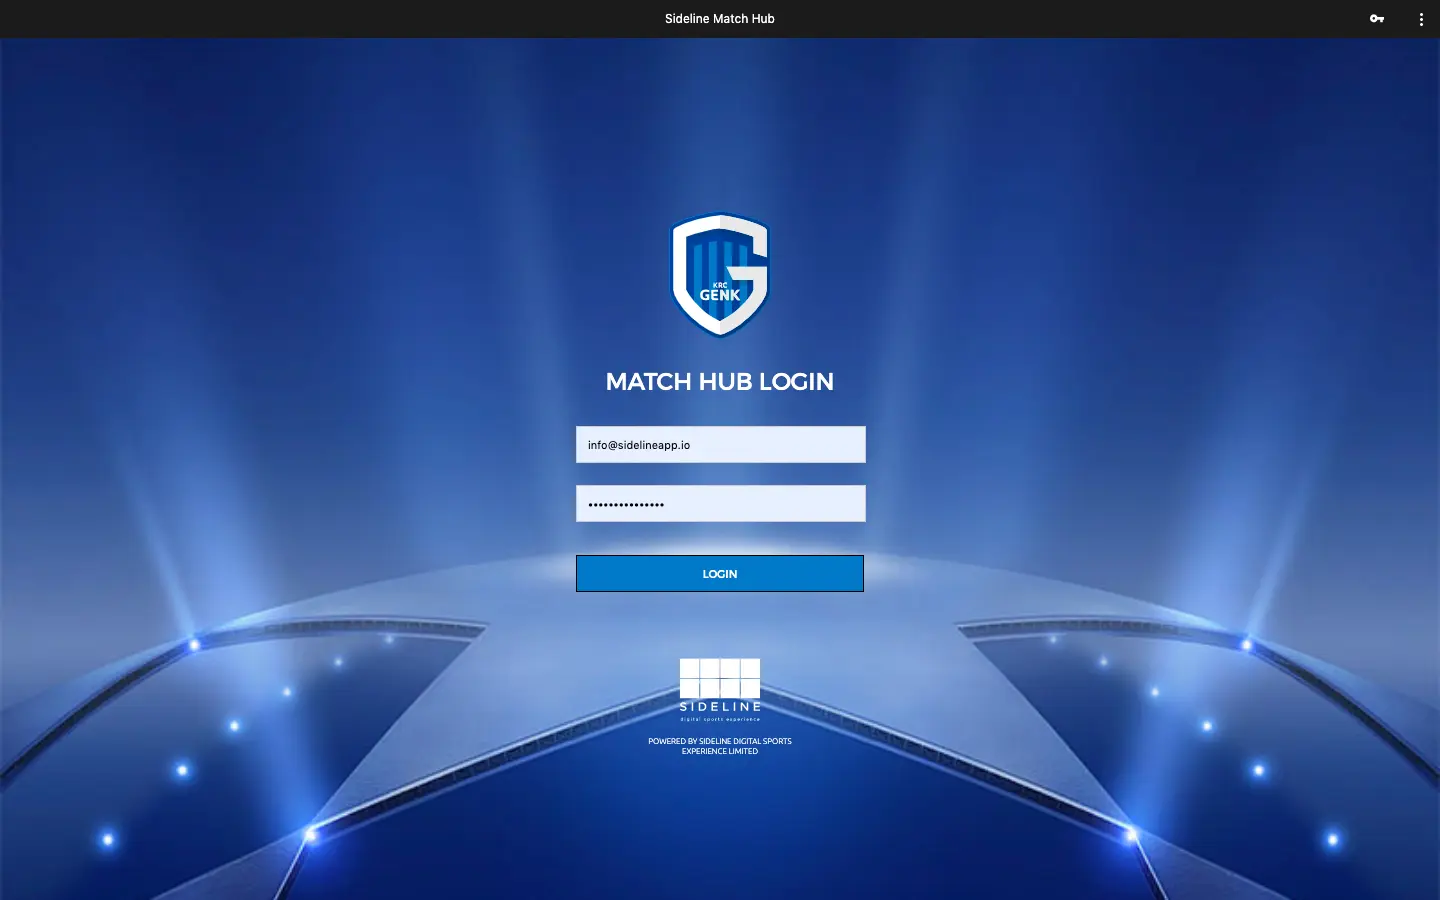 Sideline Match Hub
KRC
GENK
MATCH HUB LOGIN
info@sidelineapp.io
•••••••••••••••
LOGIN
SIDELINE
digital sports experience
POWERED BY SIDELINE DIGITAL SPORTS
EXPERIENCE LIMITED